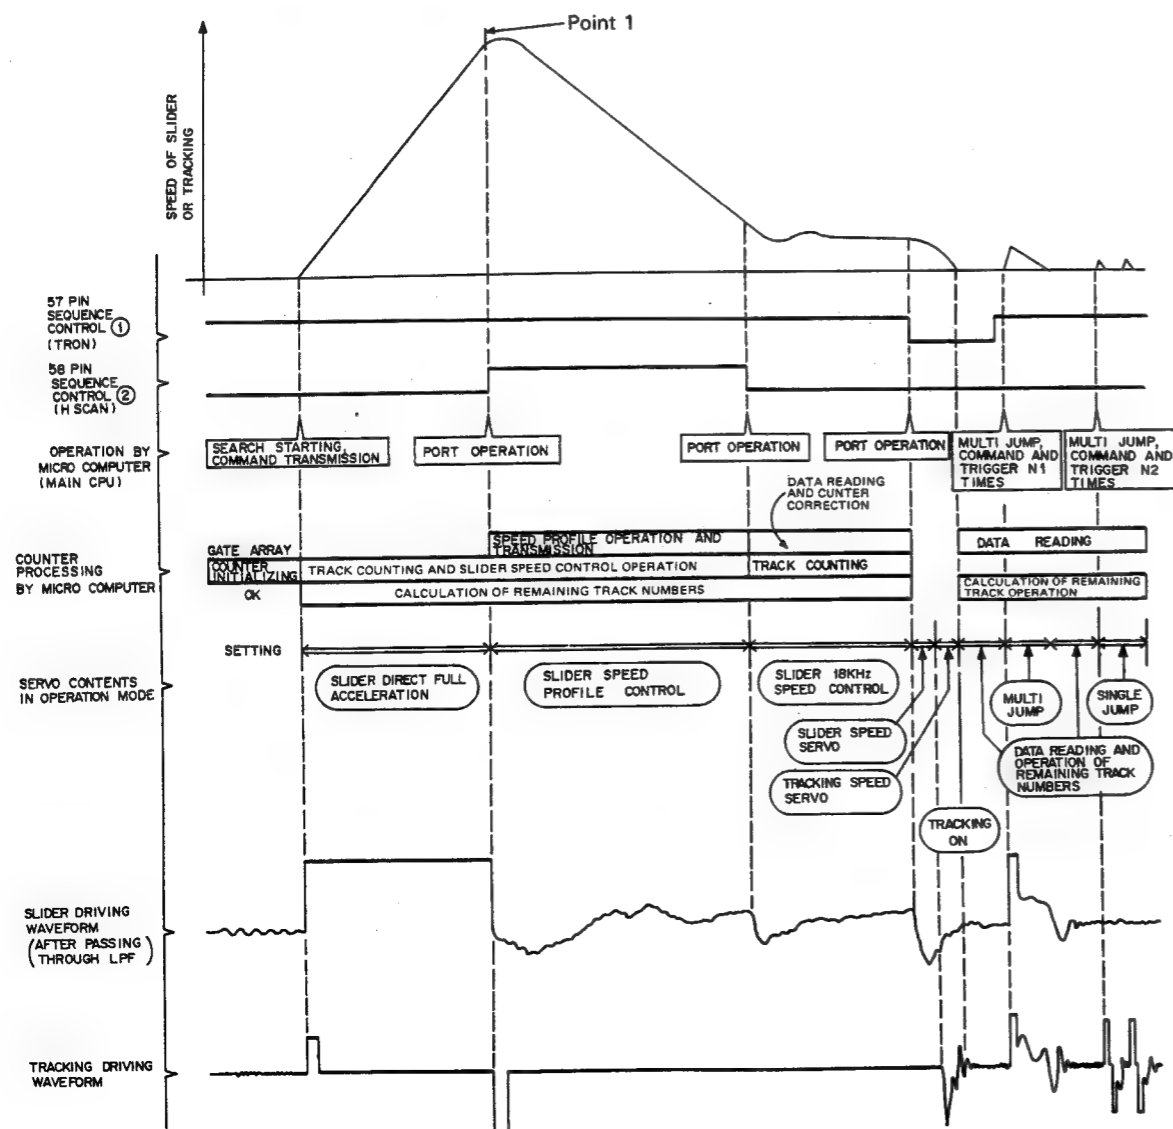 Point 1
SPEED OF SLIDER
OR TRACKING
57 PIN
SEQUENCE
CONTROL ①
(TRON)
58 PIN
SEQUENCE
CONTROL ②
(H SCAN)
OPERATION BY
MICRO COMPUTER
(MAIN CPU)
SEARCH STARTING,
COMMAND TRANSMISSION
PORT OPERATION
PORT OPERATION
PORT OPERATION
MULTI JUMP,
COMMAND AND
TRIGGER N1
TIMES
MULTI JUMP,
COMMAND AND
TRIGGER N2
TIMES
DATA READING
AND CUNTER
CORRECTION
COUNTER
PROCESSING
BY MICRO COMPUTER
GATE ARRAY
COUNTER
INITIALIZING
OK
SPEED PROFILE OPERATION AND
TRANSMISSION
TRACK COUNTING AND SLIDER SPEED CONTROL OPERATION
TRACK COUNTING
CALCULATION OF REMAINING TRACK NUMBERS
DATA READING
CALCULATION OF REMAINING
TRACK OPERATION
SETTING
SERVO CONTENTS
IN OPERATION MODE
SLIDER DIRECT FULL
ACCELERATION
SLIDER SPEED
PROFILE CONTROL
SLIDER 18KHz
SPEED CONTROL
SLIDER SPEED
SERVO
TRACKING SPEED
SERVO
TRACKING
ON
MULTI
JUMP
SINGLE
JUMP
DATA READING AND
OPERATION OF
REMAINING TRACK
NUMBERS
SLIDER DRIVING
WAVEFORM
(AFTER PASSING
THROUGH LPF)
TRACKING DRIVING
WAVEFORM